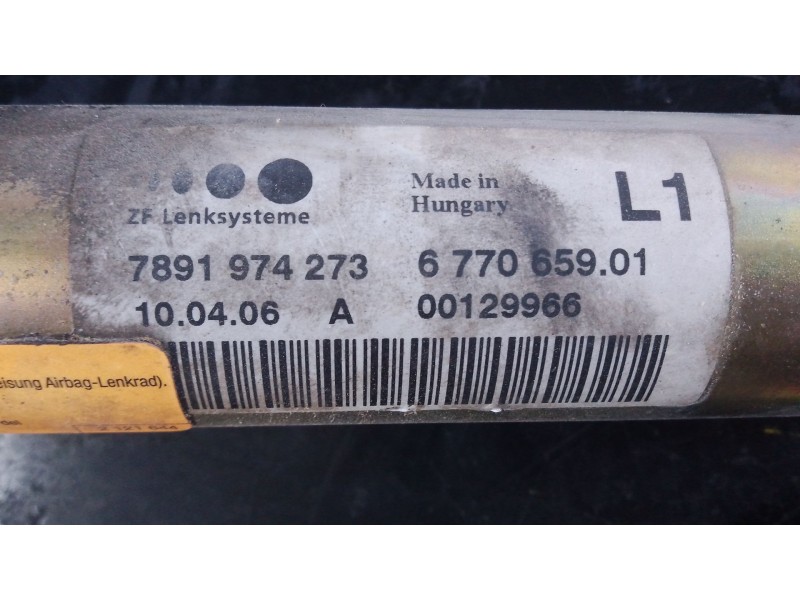 ZF Lenksysteme
Made in
Hungary
L1
7891 974 273 6 770 659.01
10.04.06 A 00129966
eisung Airbag-Lenkrad).